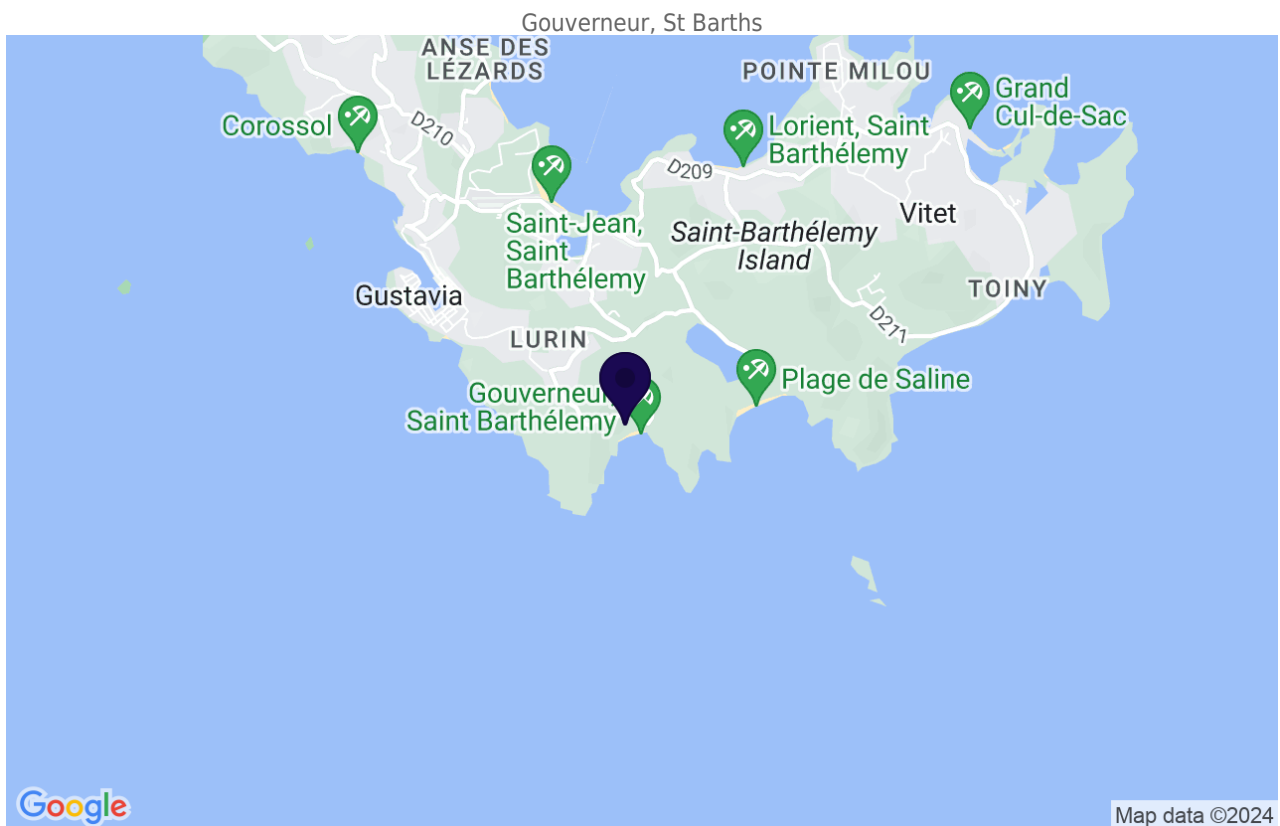 Gouverneur, St Barths
ANSE DES
LÉZARDS
POINTE MILOU
Grand
Cul-de-Sac
Corossol
D210
Lorient, Saint
Barthélemy
D209
Vitet
Saint-Jean,
Saint
Barthélemy
Saint-Barthélemy
Island
Gustavia
TOINY
D211
LURIN
Plage de Saline
Gouverneur,
Saint Barthélemy
Google
Map data ©2024